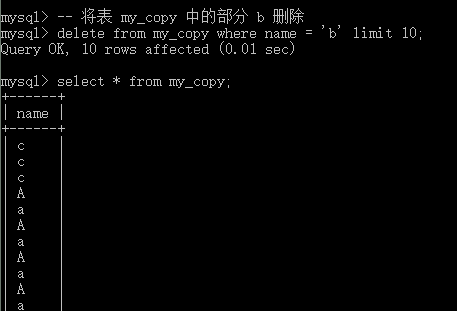 mysql> -- 将表 my_copy 中的部分 b 删除
mysql> delete from my_copy where name = 'b' limit 10;
Query OK, 10 rows affected (0.01 sec)
mysql> select * from my_copy;
+------+
| name |
+------+
| c    |
| c    |
| c    |
| A    |
| a    |
| A    |
| a    |
| A    |
| a    |
| A    |
| a    |